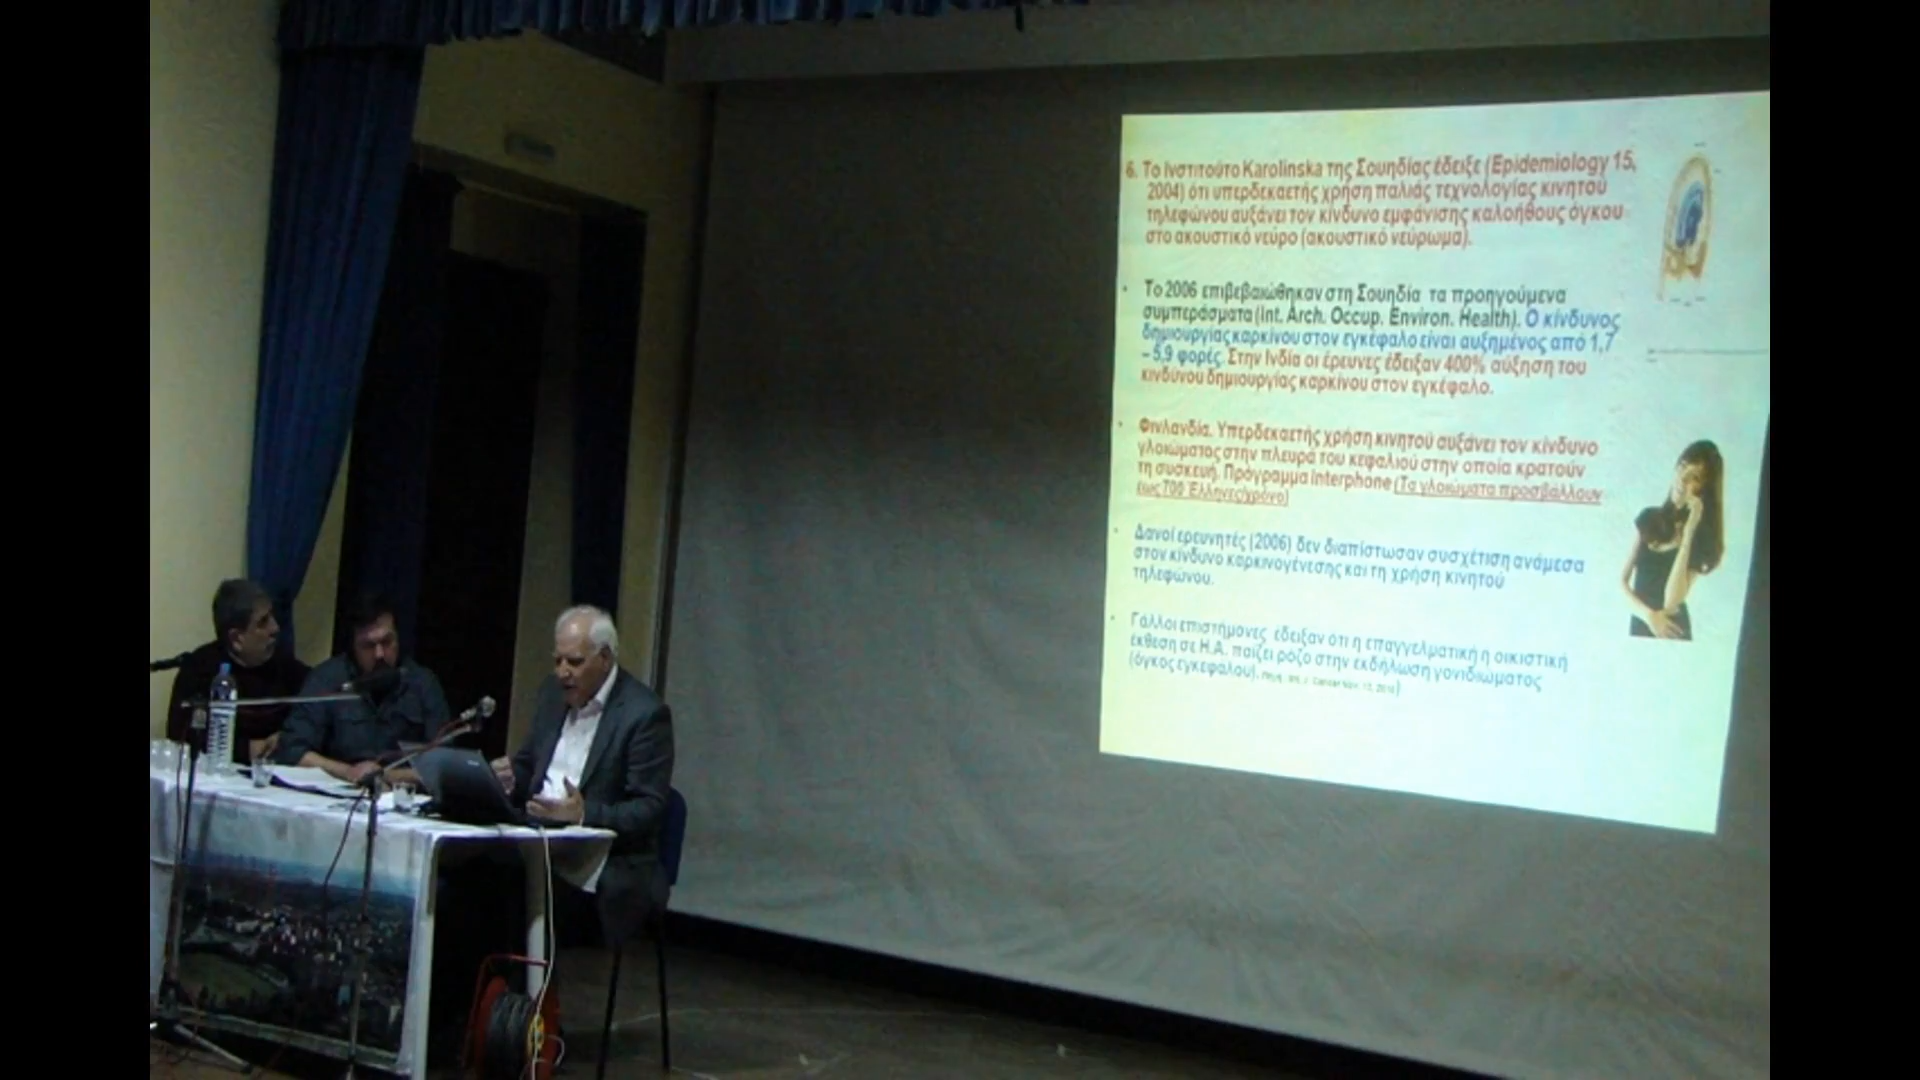 6. Το Ινστιτούτο Karolinska της Σουηδίας έδειξε (Epidemiology 15,
2004) ότι υπερδεκαετής χρήση παλιάς τεχνολογίας κινητού
τηλεφώνου αυξάνει τον κίνδυνο εμφάνισης καλοήθους όγκου
στο ακουστικό νεύρο (ακουστικό νεύρωμα).
• Το 2006 επιβεβαιώθηκαν στη Σουηδία τα προηγούμενα
συμπεράσματα (Int. Arch. Occup. Environ. Health). Ο κίνδυνος
δημιουργίας καρκίνου στον εγκέφαλο είναι αυξημένος από 1,7
– 5,9 φορές. Στην Ινδία οι έρευνες έδειξαν 400% αύξηση του
κινδύνου δημιουργίας καρκίνου στον εγκέφαλο.
• Φινλανδία. Υπερδεκαετής χρήση κινητού αυξάνει τον κίνδυνο
γλοιώματος στην πλευρά του κεφαλιού στην οποία κρατούν
τη συσκευή. Πρόγραμμα Interphone (Τα γλοιώματα προσβάλλουν
έως 700 Έλληνες/χρόνο)
• Δανοί ερευνητές (2006) δεν διαπίστωσαν συσχέτιση ανάμεσα
στον κίνδυνο καρκινογένεσης και τη χρήση κινητού
τηλεφώνου.
• Γάλλοι επιστήμονες έδειξαν ότι η επαγγελματική η οικιστική
έκθεση σε Η.Α. παίζει ρόζο στην εκδήλωση γονιδιώματος
(όγκος εγκεφάλου).